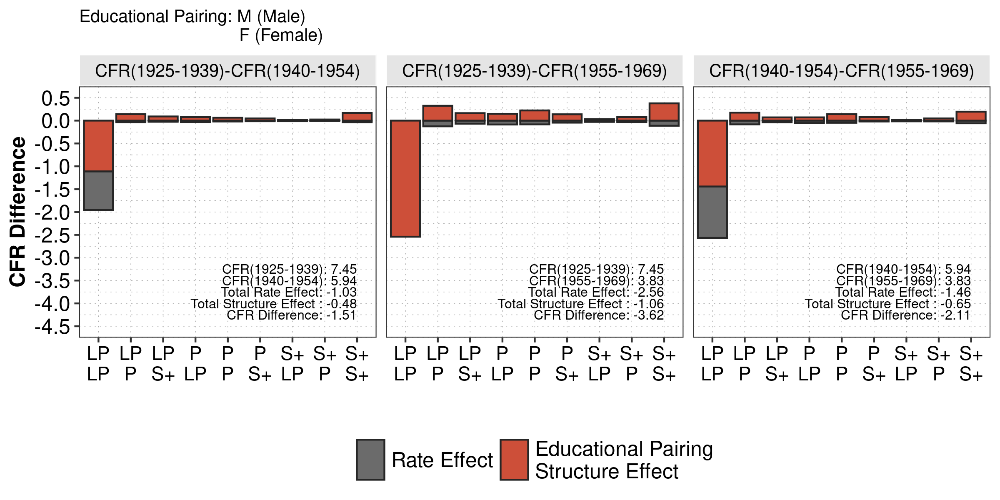 Educational Pairing: M (Male)
F (Female)
CFR(1925-1939)-CFR(1940-1954)
CFR(1925-1939)-CFR(1955-1969)
CFR(1940-1954)-CFR(1955-1969)
CFR Difference
0.5
0.0
-0.5
-1.0
-1.5
-2.0
-2.5
-3.0
-3.5
-4.0
-4.5
CFR(1925-1939): 7.45
CFR(1940-1954): 5.94
Total Rate Effect: -1.03
Total Structure Effect : -0.48
CFR Difference: -1.51
CFR(1925-1939): 7.45
CFR(1955-1969): 3.83
Total Rate Effect: -2.56
Total Structure Effect : -1.06
CFR Difference: -3.62
CFR(1940-1954): 5.94
CFR(1955-1969): 3.83
Total Rate Effect: -1.46
Total Structure Effect : -0.65
CFR Difference: -2.11
LP LP LP P P P S+ S+ S+
LP P S+ LP P S+ LP P S+
LP LP LP P P P S+ S+ S+
LP P S+ LP P S+ LP P S+
LP LP LP P P P S+ S+ S+
LP P S+ LP P S+ LP P S+
Rate Effect
Educational Pairing
Structure Effect